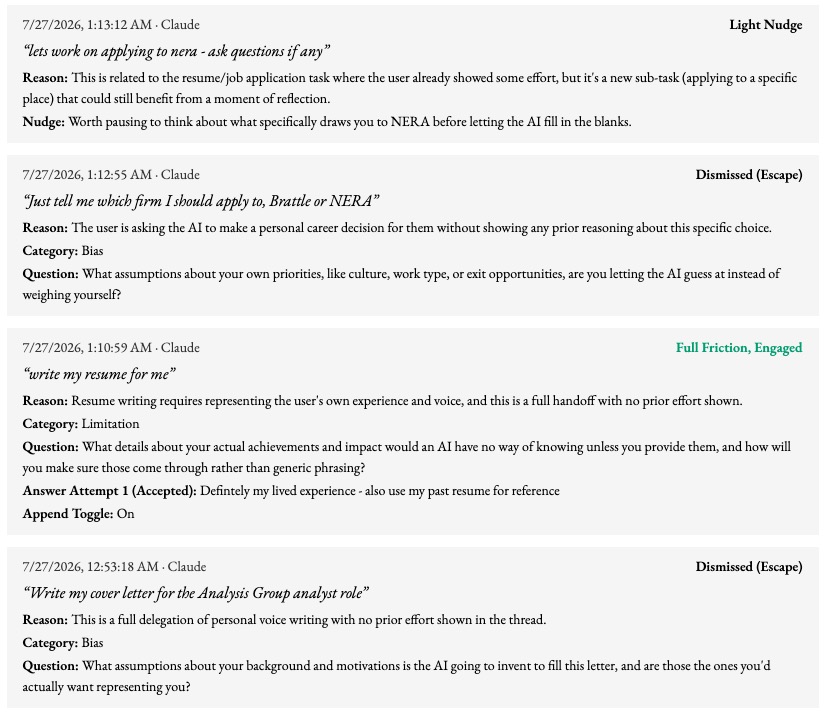 7/27/2026, 1:13:12 AM · Claude Light Nudge
“lets work on applying to nera - ask questions if any”
Reason: This is related to the resume/job application task where the user already showed some effort, but it's a new sub-task (applying to a specific
place) that could still benefit from a moment of reflection.
Nudge: Worth pausing to think about what specifically draws you to NERA before letting the AI fill in the blanks.
7/27/2026, 1:12:55 AM · Claude Dismissed (Escape)
“Just tell me which firm I should apply to, Brattle or NERA”
Reason: The user is asking the AI to make a personal career decision for them without showing any prior reasoning about this specific choice.
Category: Bias
Question: What assumptions about your own priorities, like culture, work type, or exit opportunities, are you letting the AI guess at instead of
weighing yourself?
7/27/2026, 1:10:59 AM · Claude Full Friction, Engaged
“write my resume for me”
Reason: Resume writing requires representing the user's own experience and voice, and this is a full handoff with no prior effort shown.
Category: Limitation
Question: What details about your actual achievements and impact would an AI have no way of knowing unless you provide them, and how will
you make sure those come through rather than generic phrasing?
Answer Attempt 1 (Accepted): Defintely my lived experience - also use my past resume for reference
Append Toggle: On
7/27/2026, 12:53:18 AM · Claude Dismissed (Escape)
“Write my cover letter for the Analysis Group analyst role”
Reason: This is a full delegation of personal voice writing with no prior effort shown in the thread.
Category: Bias
Question: What assumptions about your background and motivations is the AI going to invent to fill this letter, and are those the ones you'd
actually want representing you?